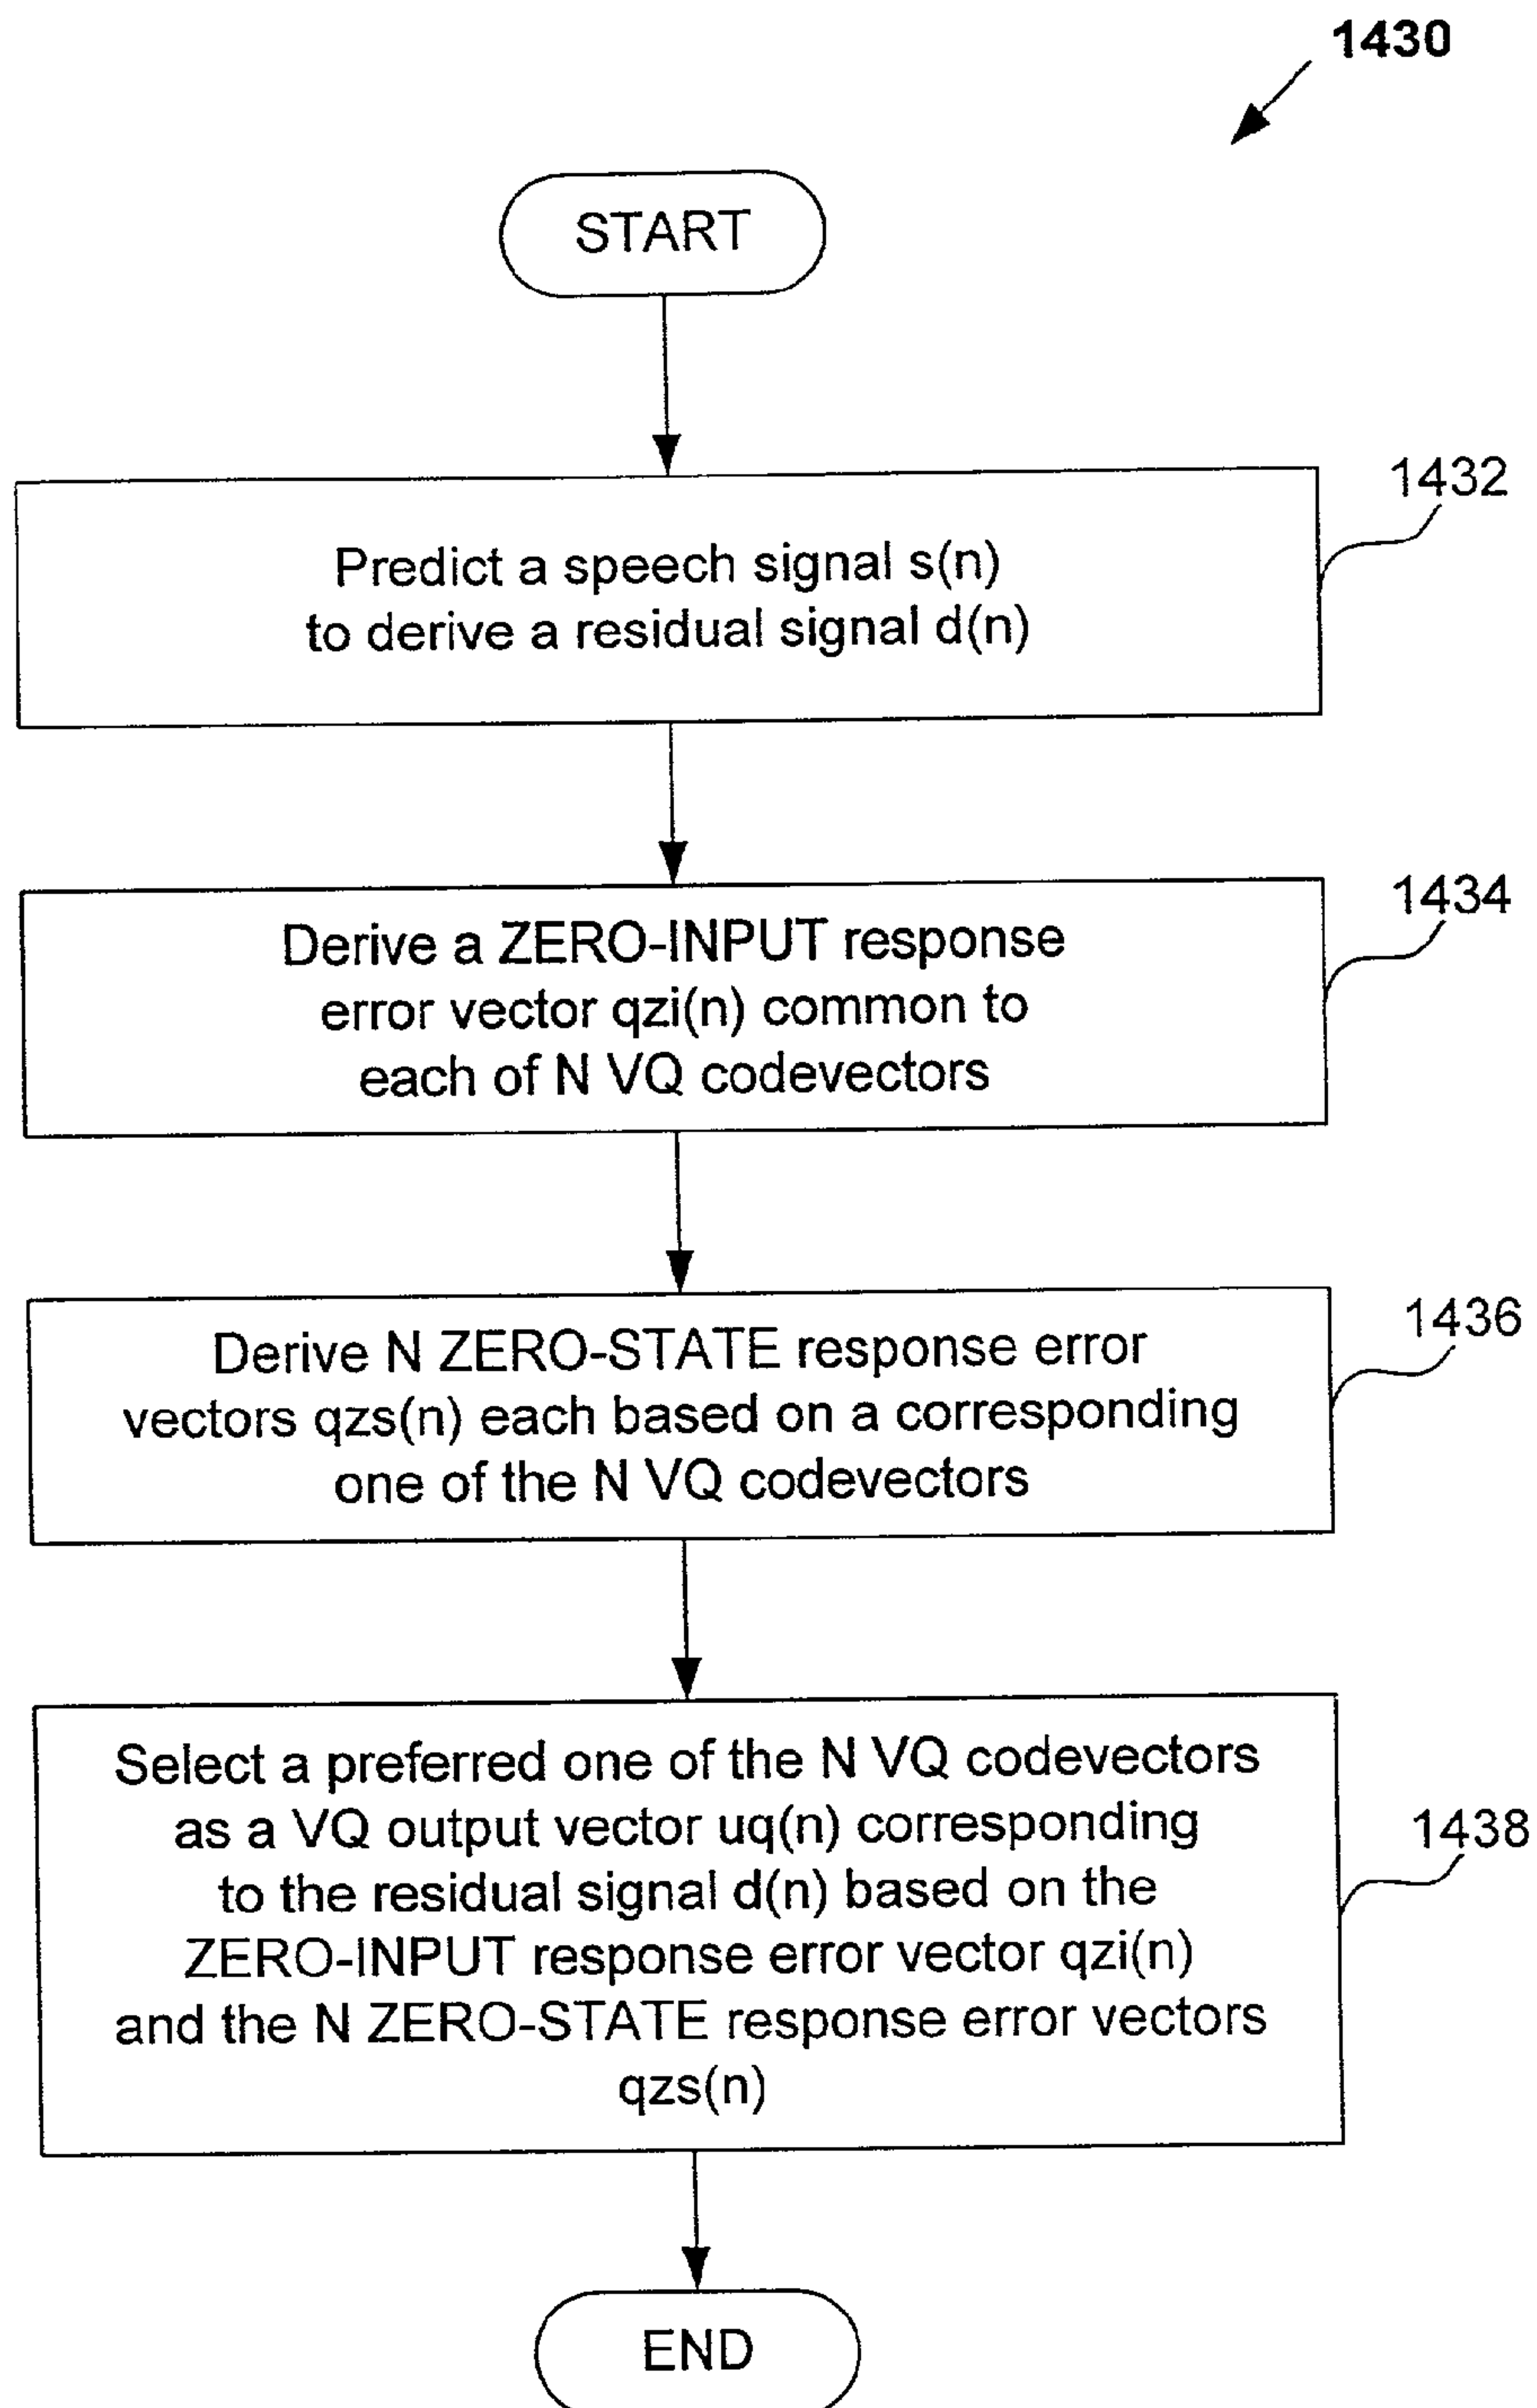 1430
START
1432
Predict a speech signal s(n)
to derive a residual signal d(n)
1434
Derive a ZERO-INPUT response
error vector qzi(n) common to
each of N VQ codevectors
1436
Derive N ZERO-STATE response error
vectors qzs(n) each based on a corresponding
one of the N VQ codevectors
1438
Select a preferred one of the N VQ codevectors
as a VQ output vector uq(n) corresponding
to the residual signal d(n) based on the
ZERO-INPUT response error vector qzi(n)
and the N ZERO-STATE response error vectors
qzs(n)
END